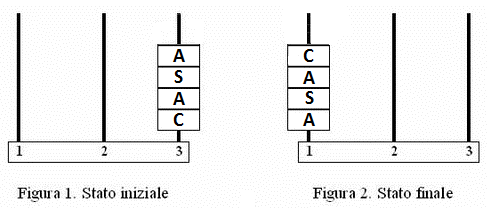 A
S
A
C
1 2 3
Figura 1. Stato iniziale
C
A
S
A
1 2 3
Figura 2. Stato finale